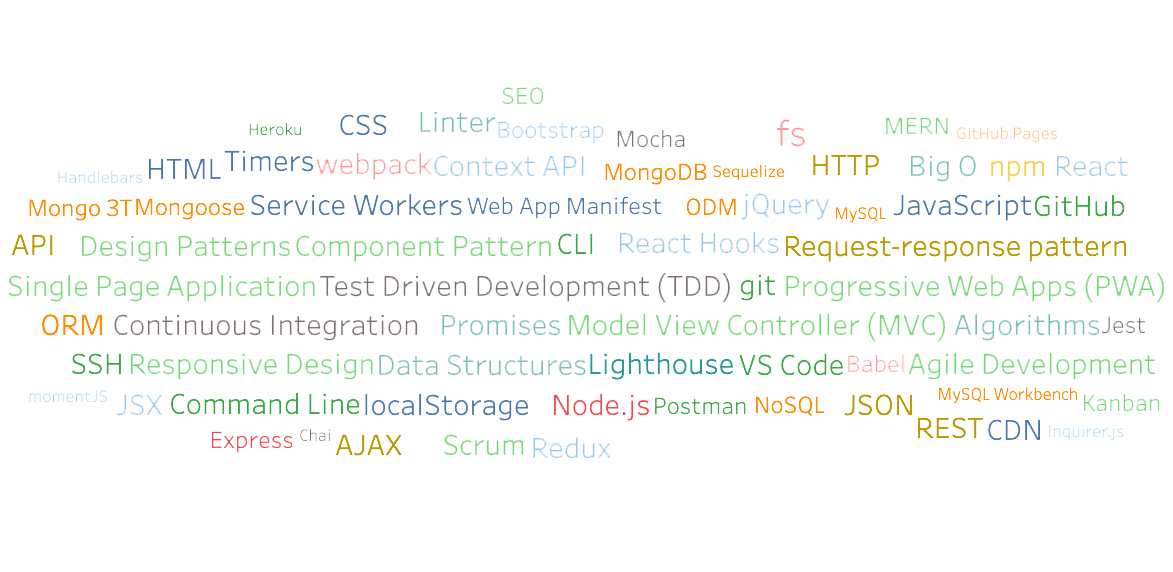 SEO
Heroku CSS Linter Bootstrap Mocha fs MERN GitHub Pages
Handlebars HTML Timers webpack Context API MongoDB Sequelize HTTP Big O npm React
Mongo 3T Mongoose Service Workers Web App Manifest ODM jQuery MySQL JavaScript GitHub
API Design Patterns Component Pattern CLI React Hooks Request-response pattern
Single Page Application Test Driven Development (TDD) git Progressive Web Apps (PWA)
ORM Continuous Integration Promises Model View Controller (MVC) Algorithms Jest
SSH Responsive Design Data Structures Lighthouse VS Code Babel Agile Development
momentJS JSX Command Line localStorage Node.js Postman NoSQL JSON MySQL Workbench Kanban
Express Chai AJAX Scrum Redux REST CDN Inquirer.js